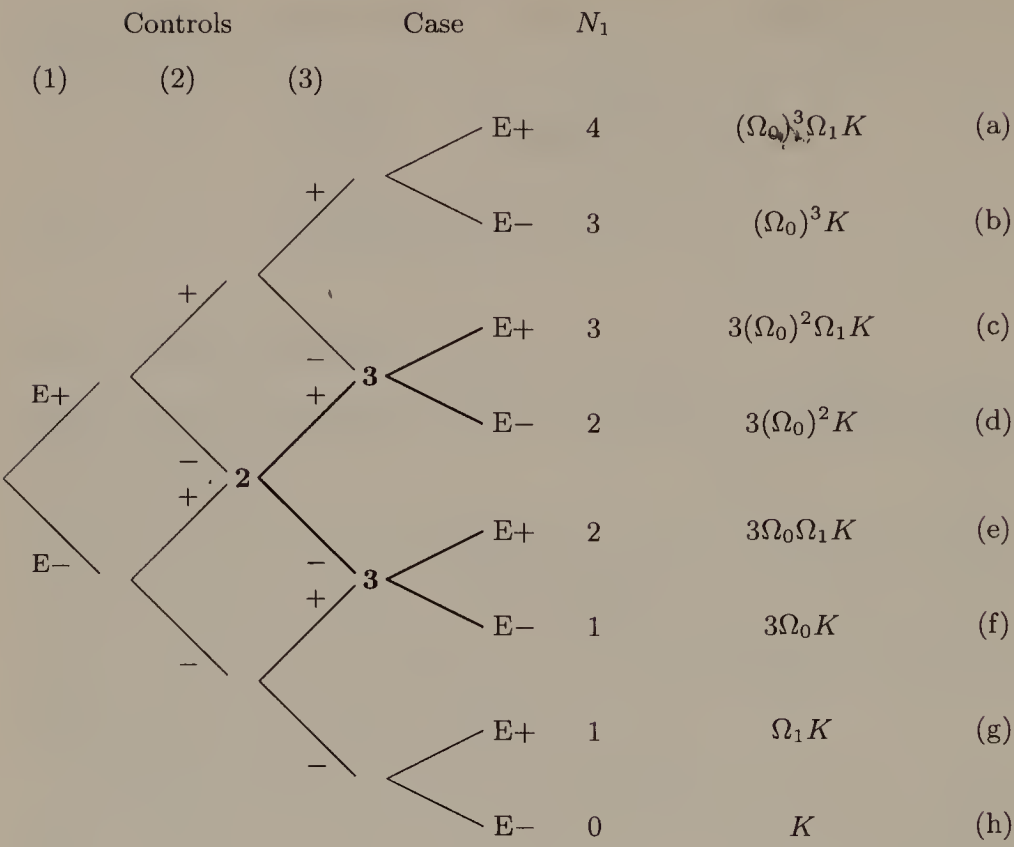 Controls Case N₁
(1) (2) (3)
E+ 4 (Ω₀)³Ω₁K (a)
+
E− 3 (Ω₀)³K (b)
+
E+ 3 3(Ω₀)²Ω₁K (c)
−
3
E+ +
E− 2 3(Ω₀)²K (d)
−
2
+
E+ 2 3Ω₀Ω₁K (e)
E− −
3
+
E− 1 3Ω₀K (f)
−
E+ 1 Ω₁K (g)
−
E− 0 K (h)